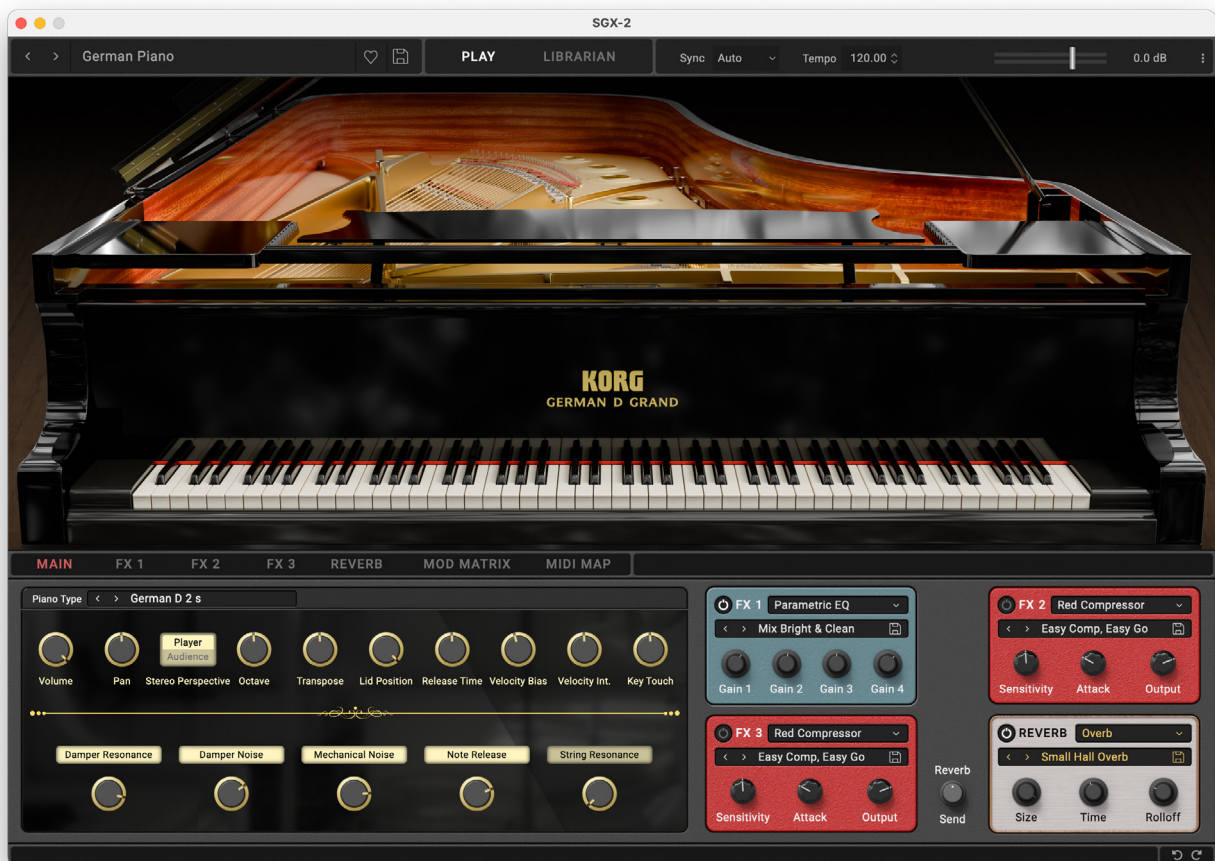 SGX-2
German Piano
PLAY
LIBRARIAN
Sync Auto
Tempo 120.00
0.0 dB
KORG
GERMAN D GRAND
MAIN
FX 1
FX 2
FX 3
REVERB
MOD MATRIX
MIDI MAP
Piano Type
German D 2 s
Player
Audience
Volume
Pan
Stereo Perspective
Octave
Transpose
Lid Position
Release Time
Velocity Bias
Velocity Int.
Key Touch
Damper Resonance
Damper Noise
Mechanical Noise
Note Release
String Resonance
FX 1 Parametric EQ
Mix Bright & Clean
Gain 1
Gain 2
Gain 3
Gain 4
FX 2 Red Compressor
Easy Comp, Easy Go
Sensitivity
Attack
Output
FX 3 Red Compressor
Easy Comp, Easy Go
Sensitivity
Attack
Output
Reverb
Send
REVERB Overb
Small Hall Overb
Size
Time
Rolloff